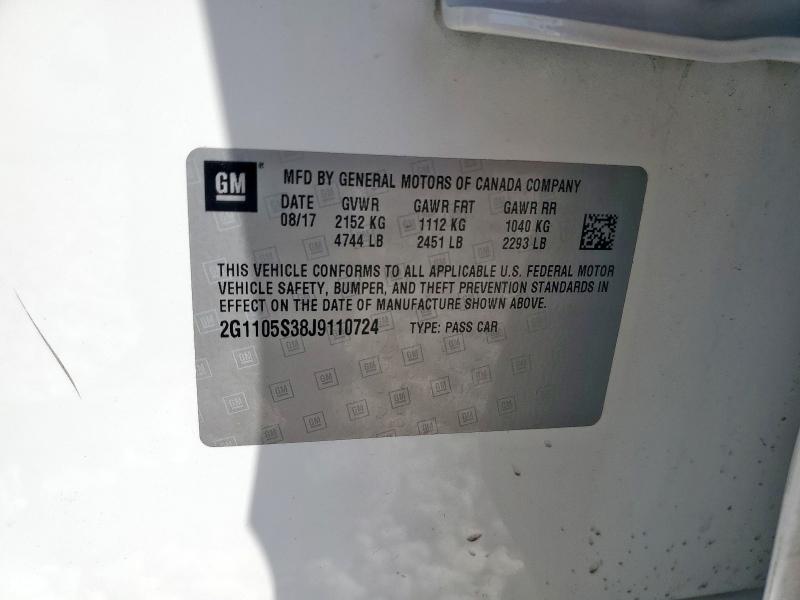 GM® MFD BY GENERAL MOTORS OF CANADA COMPANY
DATE GVWR GAWR FRT GAWR RR
08/17 2152 KG 1112 KG 1040 KG
4744 LB 2451 LB 2293 LB
THIS VEHICLE CONFORMS TO ALL APPLICABLE U.S. FEDERAL MOTOR
VEHICLE SAFETY, BUMPER, AND THEFT PREVENTION STANDARDS IN
EFFECT ON THE DATE OF MANUFACTURE SHOWN ABOVE.
2G1105S38J9110724 TYPE: PASS CAR